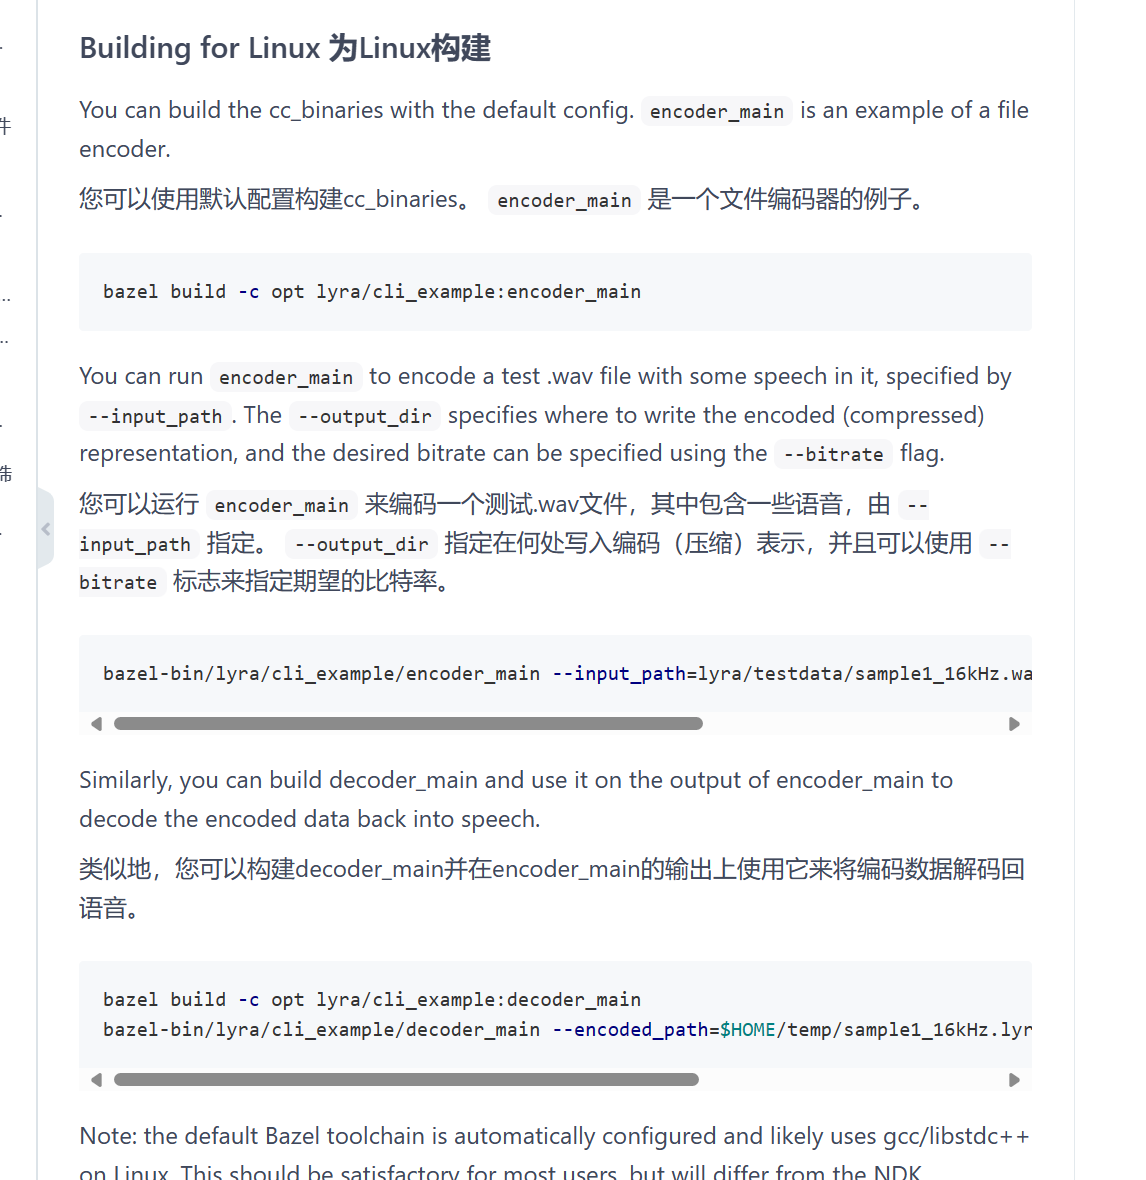 Building for Linux 为Linux构建
You can build the cc_binaries with the default config. encoder_main is an example of a file
encoder.
件
您可以使用默认配置构建cc_binaries。 encoder_main 是一个文件编码器的例子。
bazel build -c opt lyra/cli_example:encoder_main
You can run encoder_main to encode a test .wav file with some speech in it, specified by
--input_path. The --output_dir specifies where to write the encoded (compressed)
representation, and the desired bitrate can be specified using the --bitrate flag.
您可以运行 encoder_main 来编码一个测试.wav文件，其中包含一些语音，由 --
input_path 指定。 --output_dir 指定在何处写入编码（压缩）表示，并且可以使用 --
bitrate 标志来指定期望的比特率。
bazel-bin/lyra/cli_example/encoder_main --input_path=lyra/testdata/sample1_16kHz.wa
Similarly, you can build decoder_main and use it on the output of encoder_main to
decode the encoded data back into speech.
类似地，您可以构建decoder_main并在encoder_main的输出上使用它来将编码数据解码回
语音。
bazel build -c opt lyra/cli_example:decoder_main
bazel-bin/lyra/cli_example/decoder_main --encoded_path=$HOME/temp/sample1_16kHz.lyr
Note: the default Bazel toolchain is automatically configured and likely uses gcc/libstdc++
on Linux. This should be satisfactory for most users, but will differ from the NDK